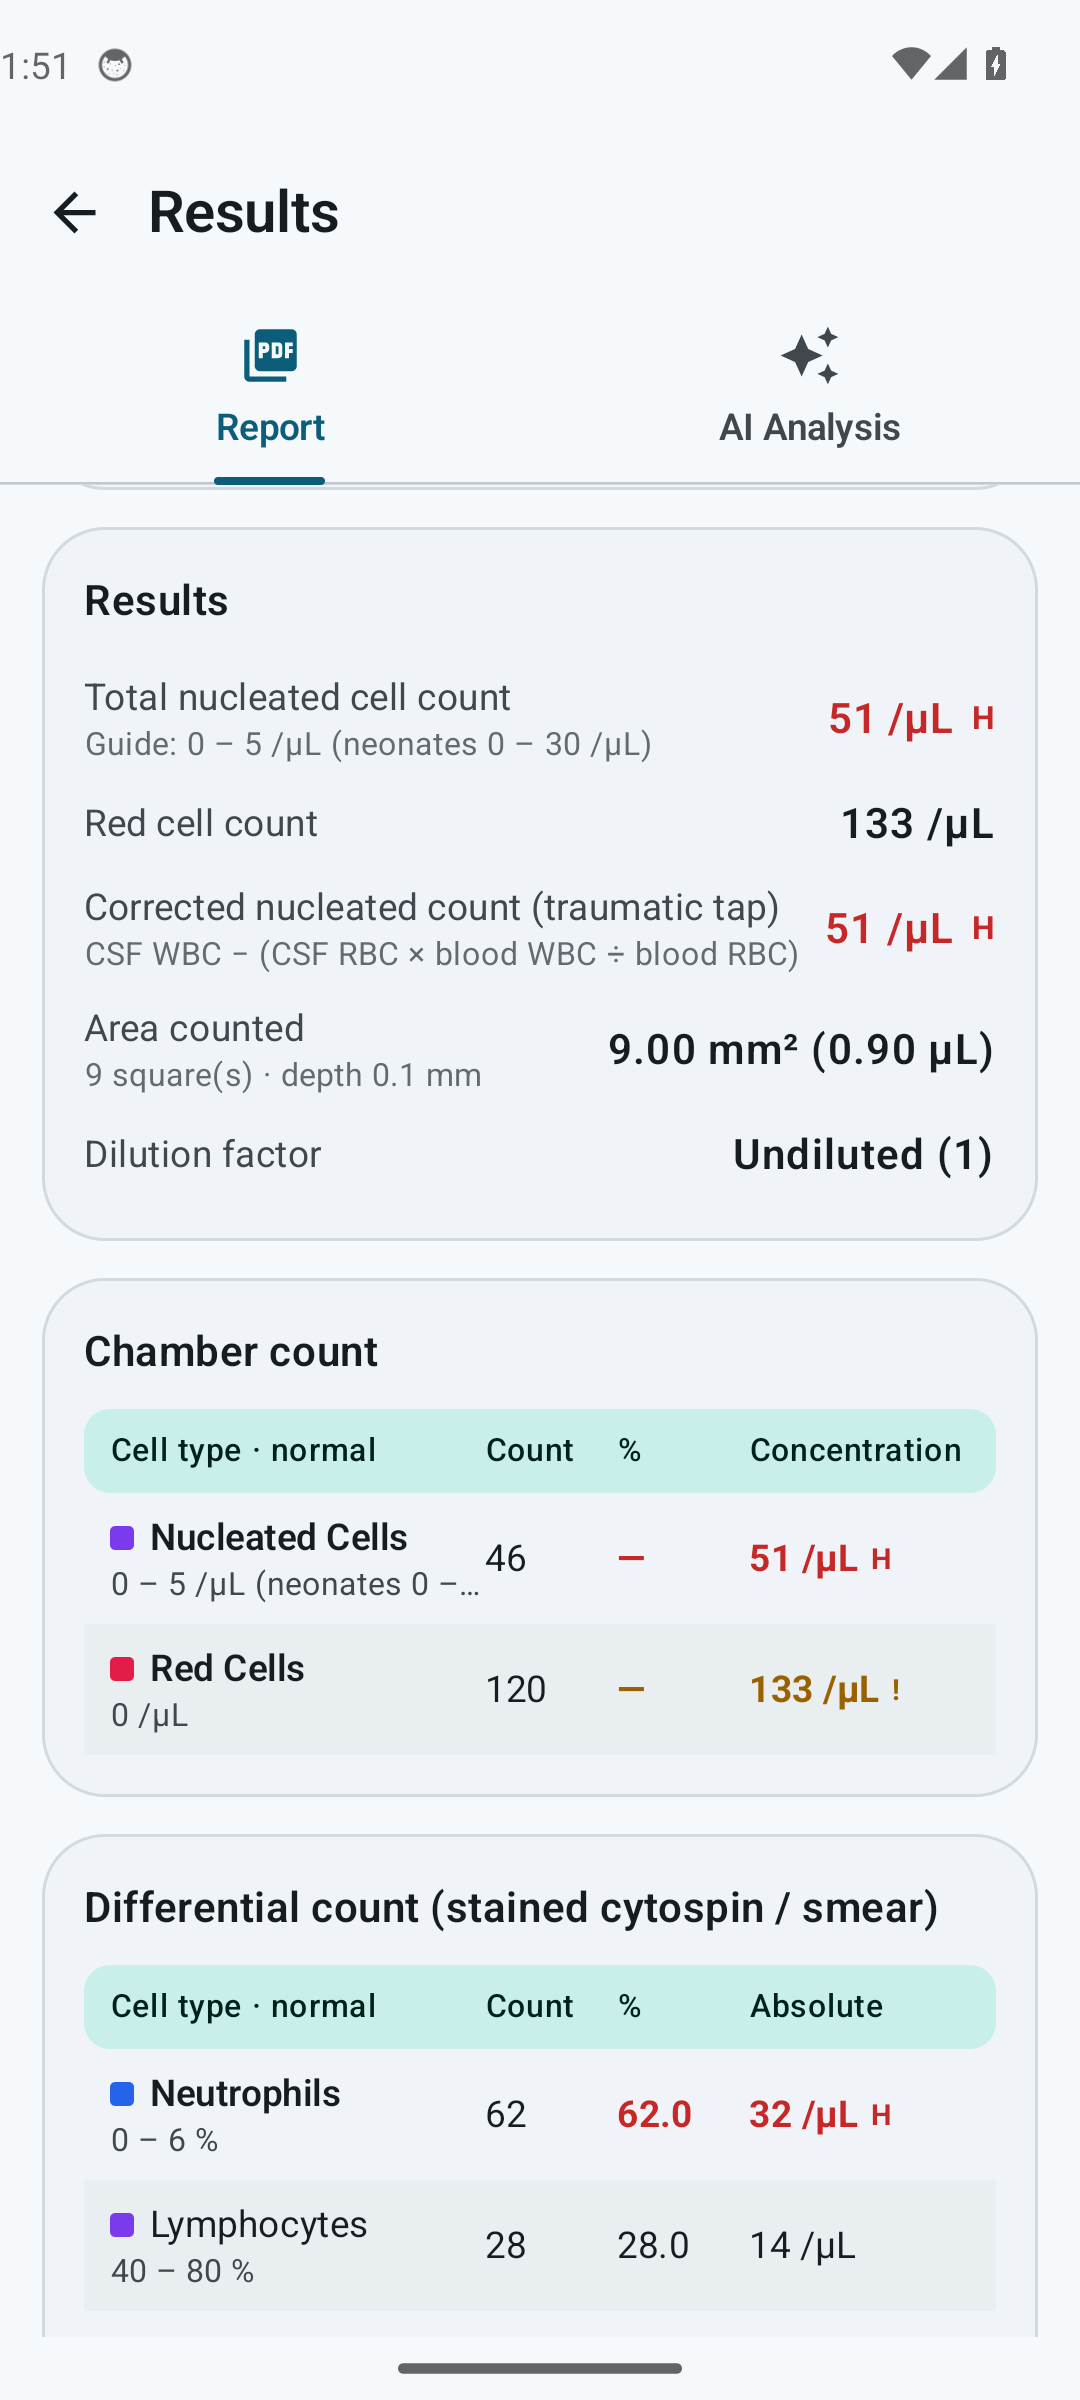 1:51
Results
PDF
Report
AI Analysis
Results
Total nucleated cell count
Guide: 0 – 5 /µL (neonates 0 – 30 /µL)
51 /µL H
Red cell count
133 /µL
Corrected nucleated count (traumatic tap)
CSF WBC − (CSF RBC × blood WBC ÷ blood RBC)
51 /µL H
Area counted
9 square(s) · depth 0.1 mm
9.00 mm² (0.90 µL)
Dilution factor
Undiluted (1)
Chamber count
Cell type · normal Count % Concentration
Nucleated Cells
0 – 5 /µL (neonates 0 –…
46 — 51 /µL H
Red Cells
0 /µL
120 — 133 /µL !
Differential count (stained cytospin / smear)
Cell type · normal Count % Absolute
Neutrophils
0 – 6 %
62 62.0 32 /µL H
Lymphocytes
40 – 80 %
28 28.0 14 /µL